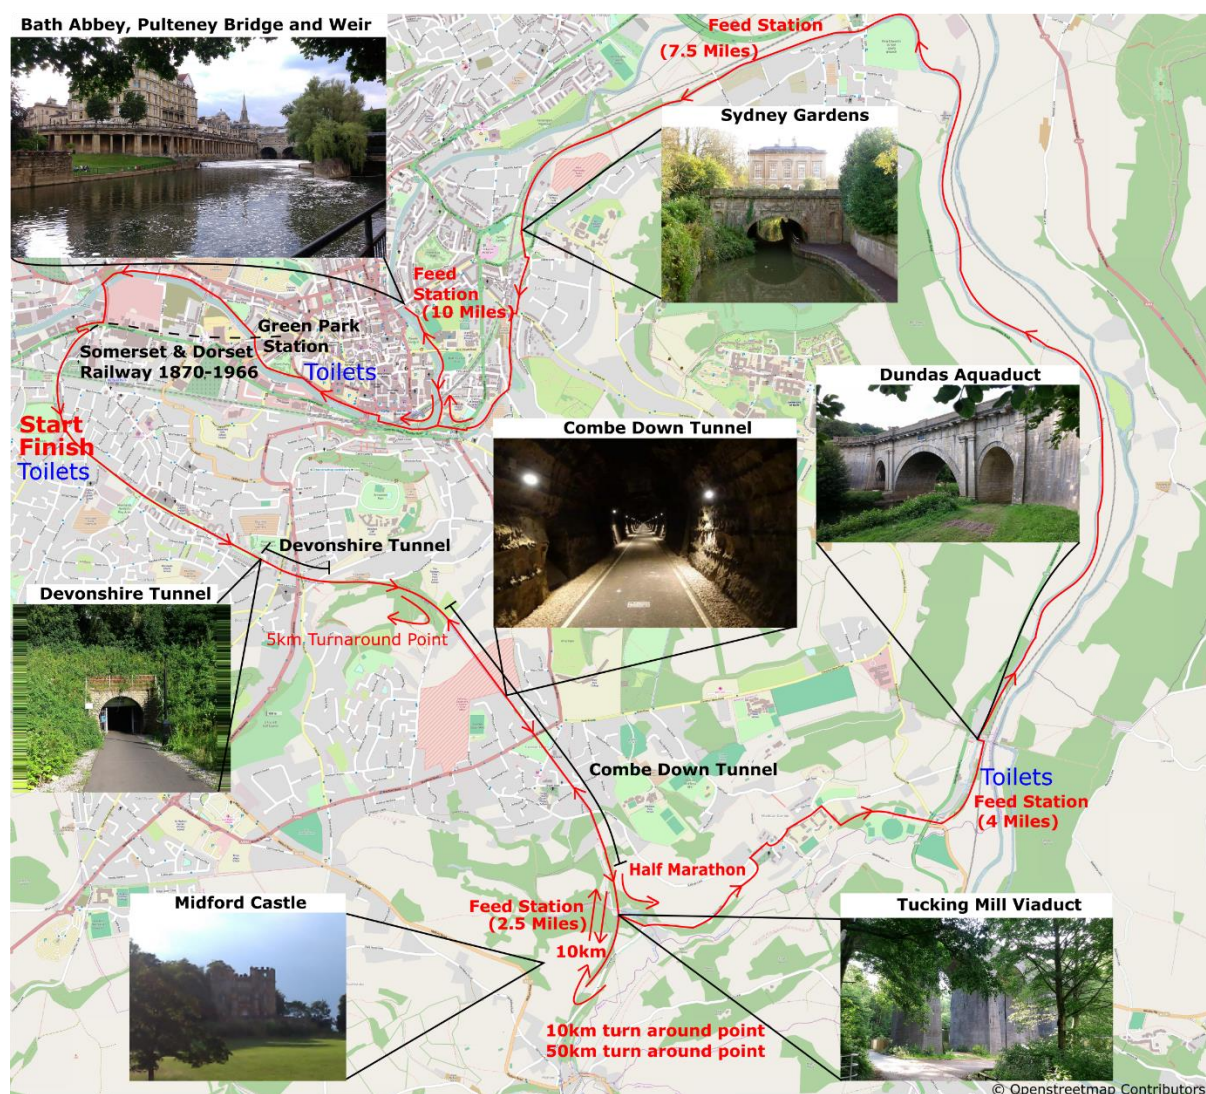 Bath Abbey, Pulteney Bridge and Weir
Feed Station
(7.5 Miles)
Sydney Gardens
Feed
Station
(10 Miles)
Green Park
Station
Somerset & Dorset
Railway 1870-1966
Toilets
Dundas Aquaduct
Start
Finish
Toilets
Combe Down Tunnel
Devonshire Tunnel
Devonshire Tunnel
5km Turnaround Point
Combe Down Tunnel
Toilets
Feed Station
(4 Miles)
Half Marathon
Midford Castle
Feed Station
(2.5 Miles)
Tucking Mill Viaduct
10km
10km turn around point
50km turn around point
© Openstreetmap Contributors